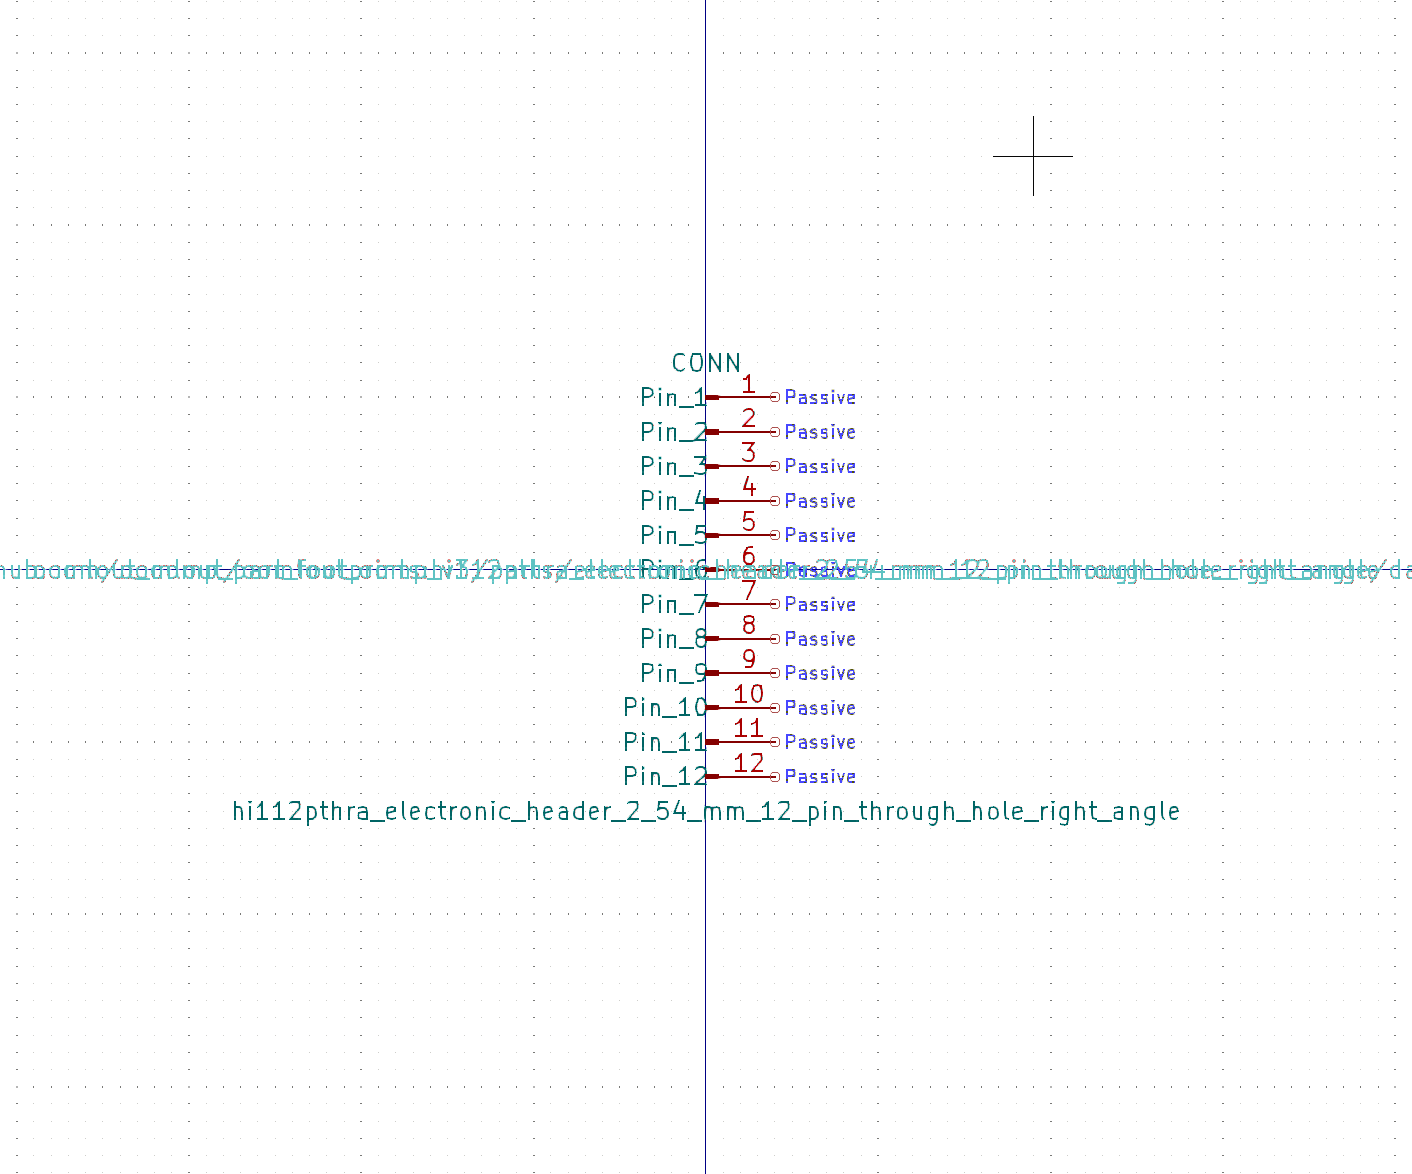 CONN
Pin_1 1 Passive
Pin_2 2 Passive
Pin_3 3 Passive
Pin_4 4 Passive
Pin_5 5 Passive
Pin_6 6 Passive
Pin_7 7 Passive
Pin_8 8 Passive
Pin_9 9 Passive
Pin_10 10 Passive
Pin_11 11 Passive
Pin_12 12 Passive
hi112pthra_electronic_header_2_54_mm_12_pin_through_hole_right_angle